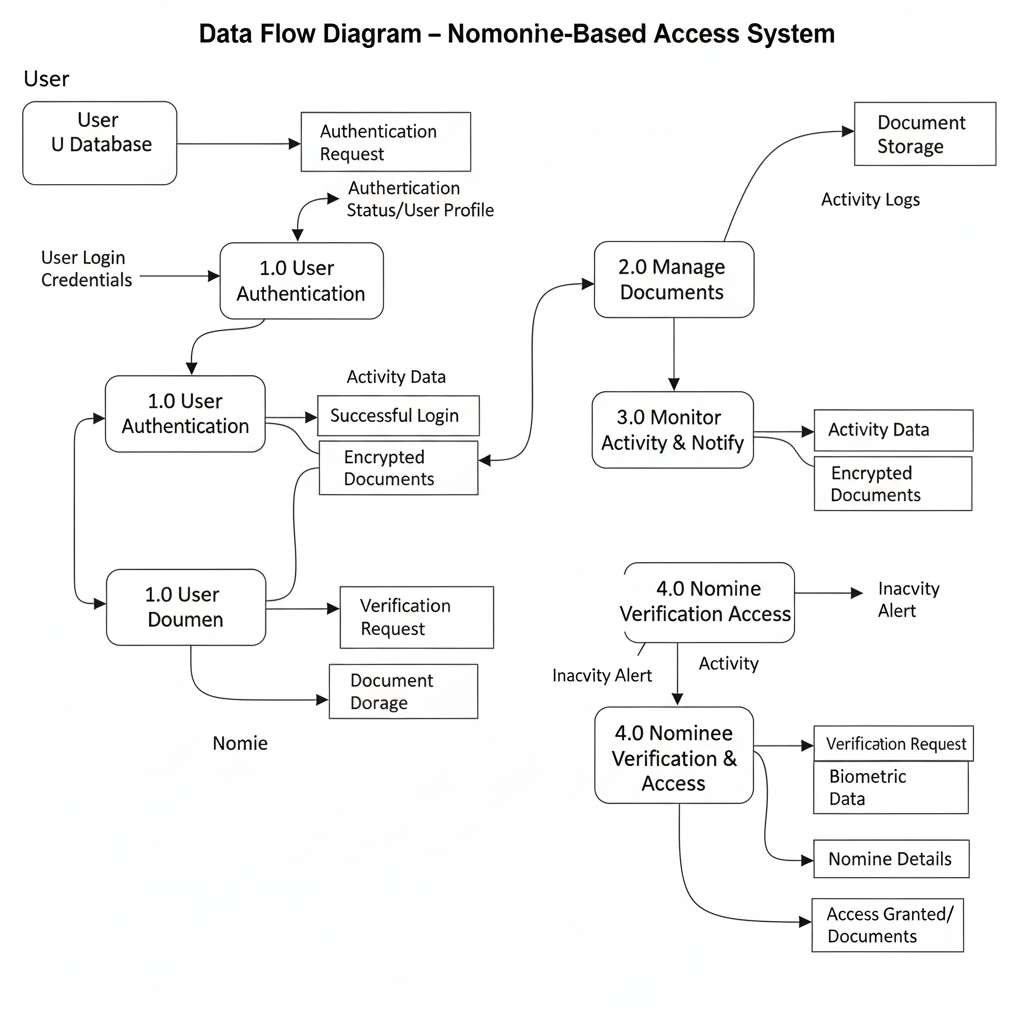 Data Flow Diagram – Nomonine-Based Access System
User
User
U Database
Authentication
Request
Authertication
Status/User Profile
User Login
Credentials
1.0 User
Authentication
1.0 User
Authentication
Activity Data
Successful Login
Encrypted
Documents
1.0 User
Doumen
Verification
Request
Document
Dorage
Nomie
Document
Storage
Activity Logs
2.0 Manage
Documents
3.0 Monitor
Activity & Notify
Activity Data
Encrypted
Documents
4.0 Nomine
Verification Access
Inacvity
Alert
Inacvity Alert
Activity
4.0 Nominee
Verification &
Access
Verification Request
Biometric
Data
Nomine Details
Access Granted/
Documents